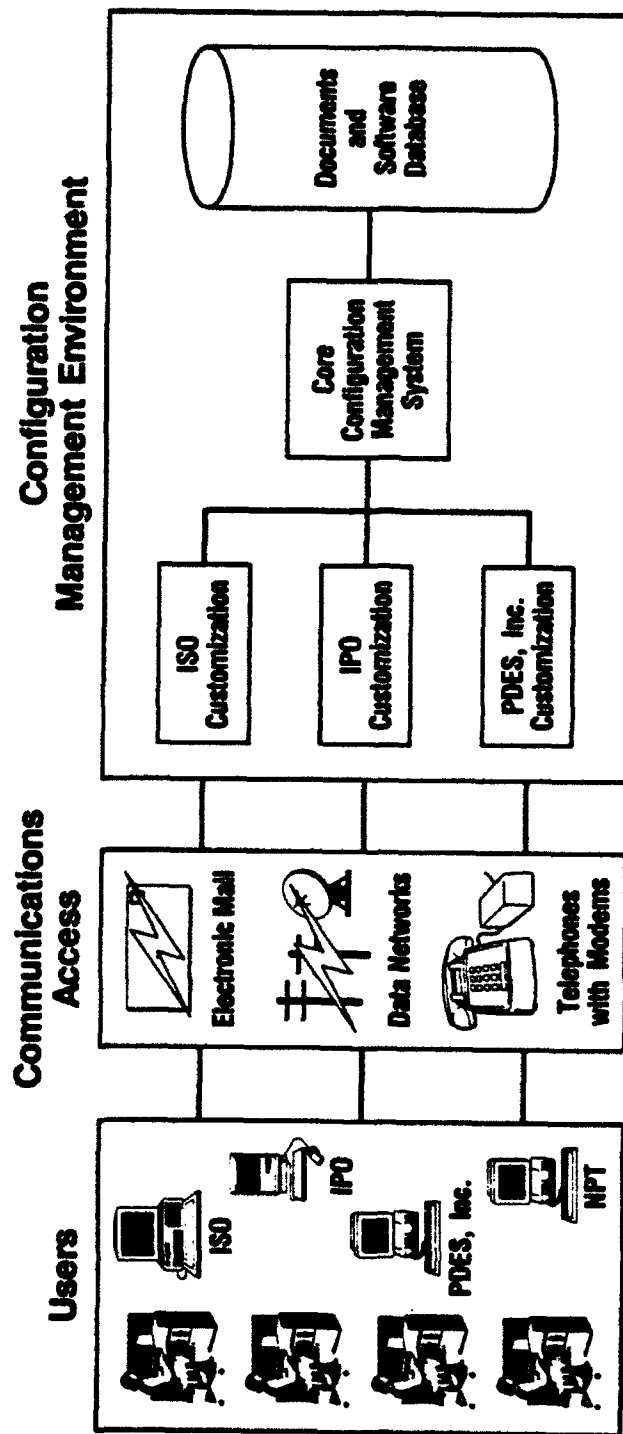 Users
ISO
IPO
PDES, Inc.
NPT
Communications
Access
Electronic Mail
Data Networks
Telephones
with Modems
Configuration
Management Environment
ISO
Customization
IPO
Customization
PDES, Inc.
Customization
Core
Configuration
Management
System
Documents
and
Software
Database